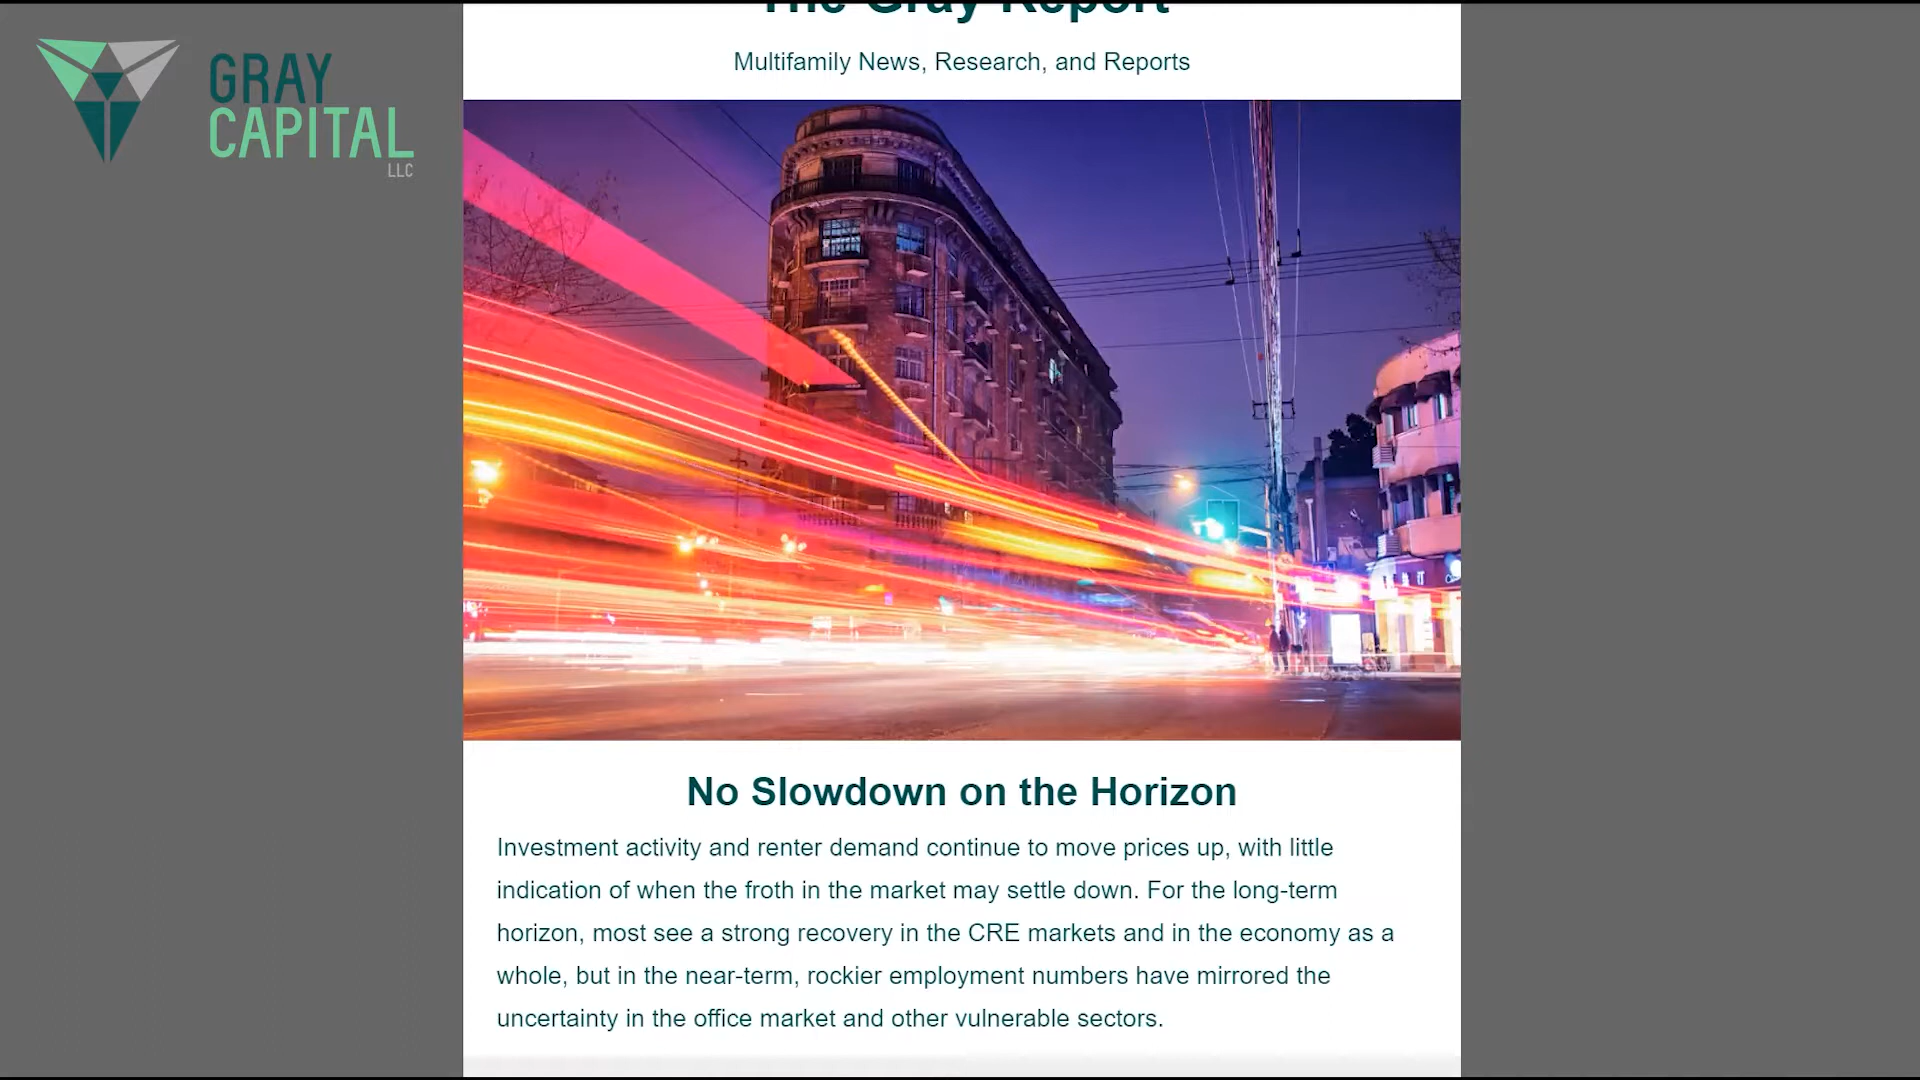 GRAY
CAPITAL
LLC
The Gray Report
Multifamily News, Research, and Reports
No Slowdown on the Horizon
Investment activity and renter demand continue to move prices up, with little
indication of when the froth in the market may settle down. For the long-term
horizon, most see a strong recovery in the CRE markets and in the economy as a
whole, but in the near-term, rockier employment numbers have mirrored the
uncertainty in the office market and other vulnerable sectors.